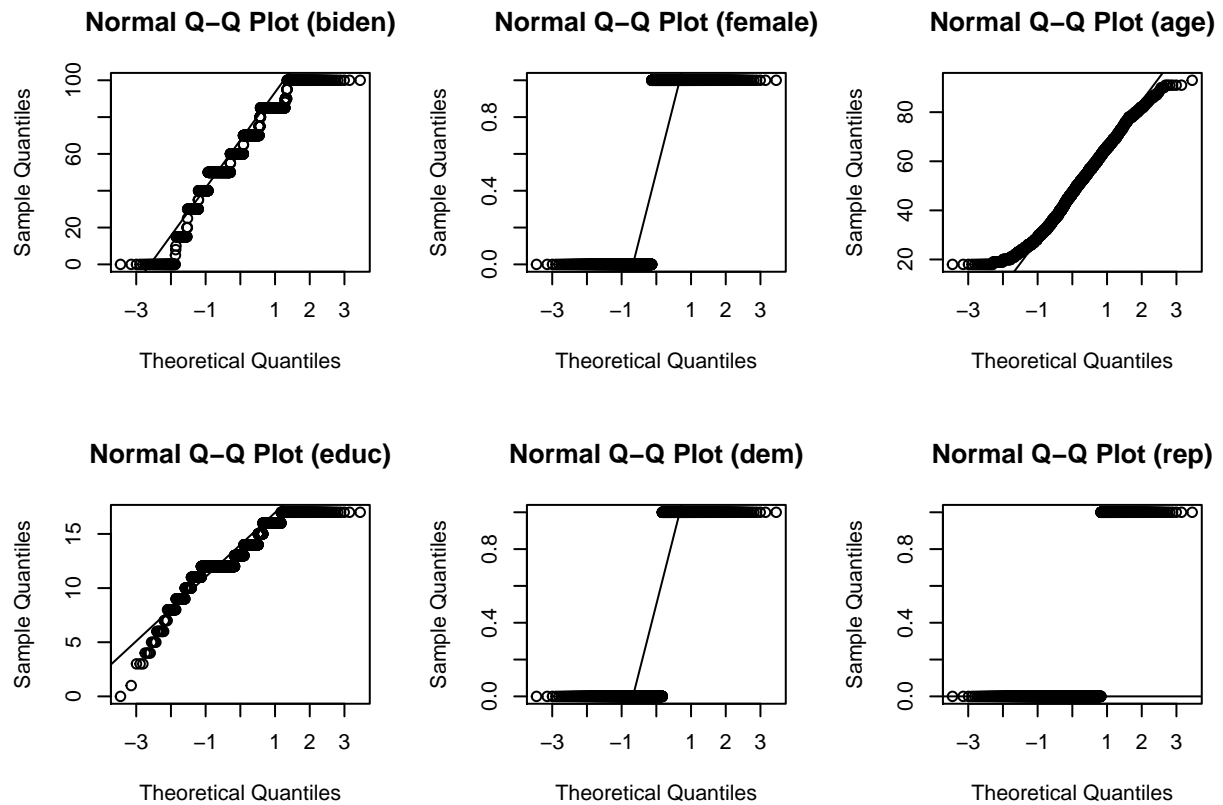 Normal Q−Q Plot (biden)
Sample Quantiles
0 20 60 100
−3 −1 1 2 3
Theoretical Quantiles
Normal Q−Q Plot (female)
Sample Quantiles
0.0 0.4 0.8
−3 −1 1 2 3
Theoretical Quantiles
Normal Q−Q Plot (age)
Sample Quantiles
20 40 60 80
−3 −1 1 2 3
Theoretical Quantiles
Normal Q−Q Plot (educ)
Sample Quantiles
0 5 10 15
−3 −1 1 2 3
Theoretical Quantiles
Normal Q−Q Plot (dem)
Sample Quantiles
0.0 0.4 0.8
−3 −1 1 2 3
Theoretical Quantiles
Normal Q−Q Plot (rep)
Sample Quantiles
0.0 0.4 0.8
−3 −1 1 2 3
Theoretical Quantiles